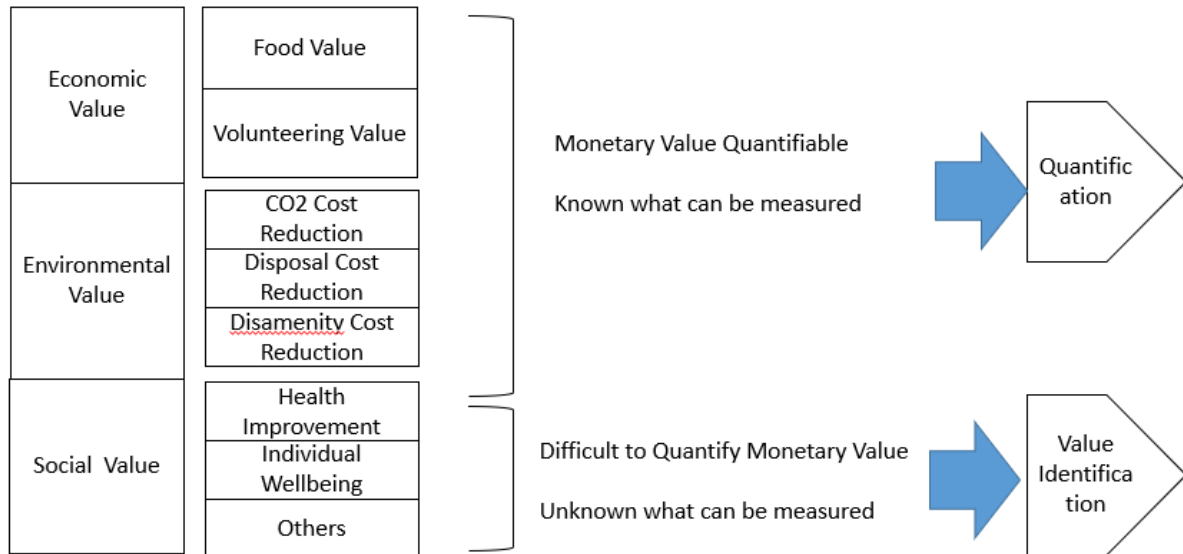 Economic
Value
Food Value
Volunteering Value
Environmental
Value
CO2 Cost
Reduction
Disposal Cost
Reduction
Disamenity Cost
Reduction
Social  Value
Health
Improvement
Individual
Wellbeing
Others
Monetary Value Quantifiable
Known what can be measured
Quantific
ation
Difficult to Quantify Monetary Value
Unknown what can be measured
Value
Identifica
tion